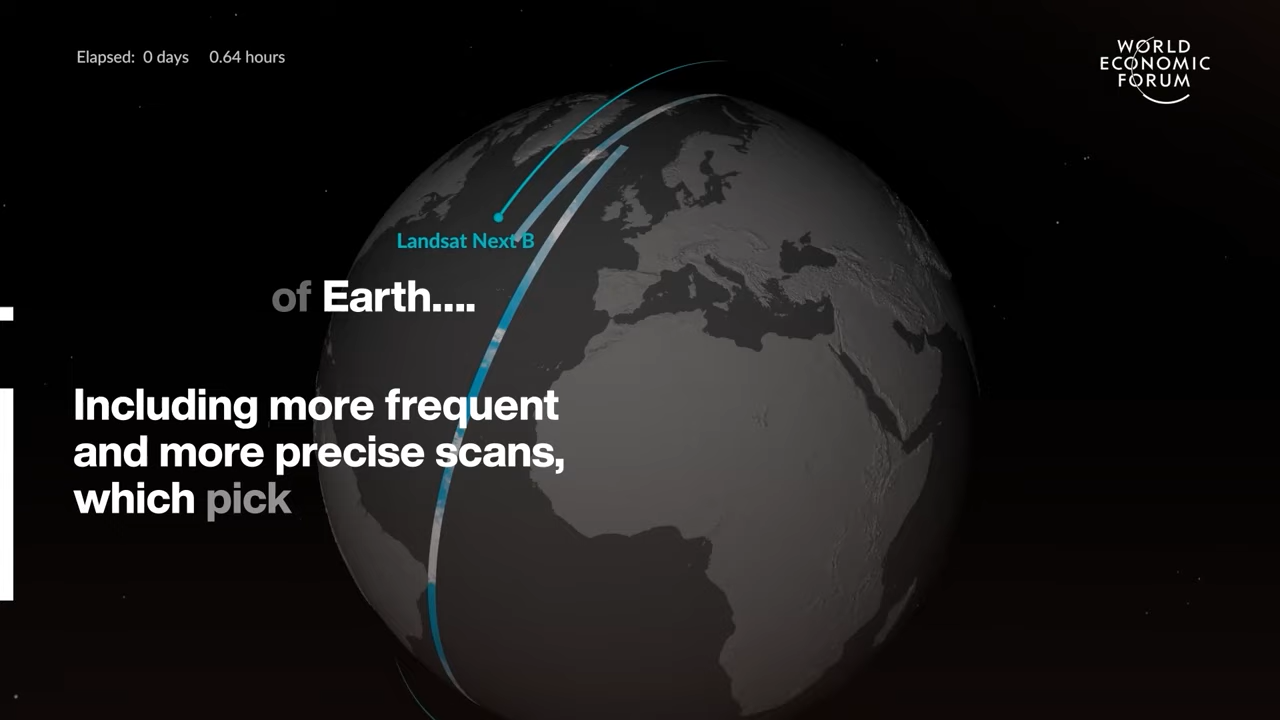 Elapsed: 0 days 0.64 hours
WORLD
ECONOMIC
FORUM
Landsat Next B
of Earth....
Including more frequent
and more precise scans,
which pick